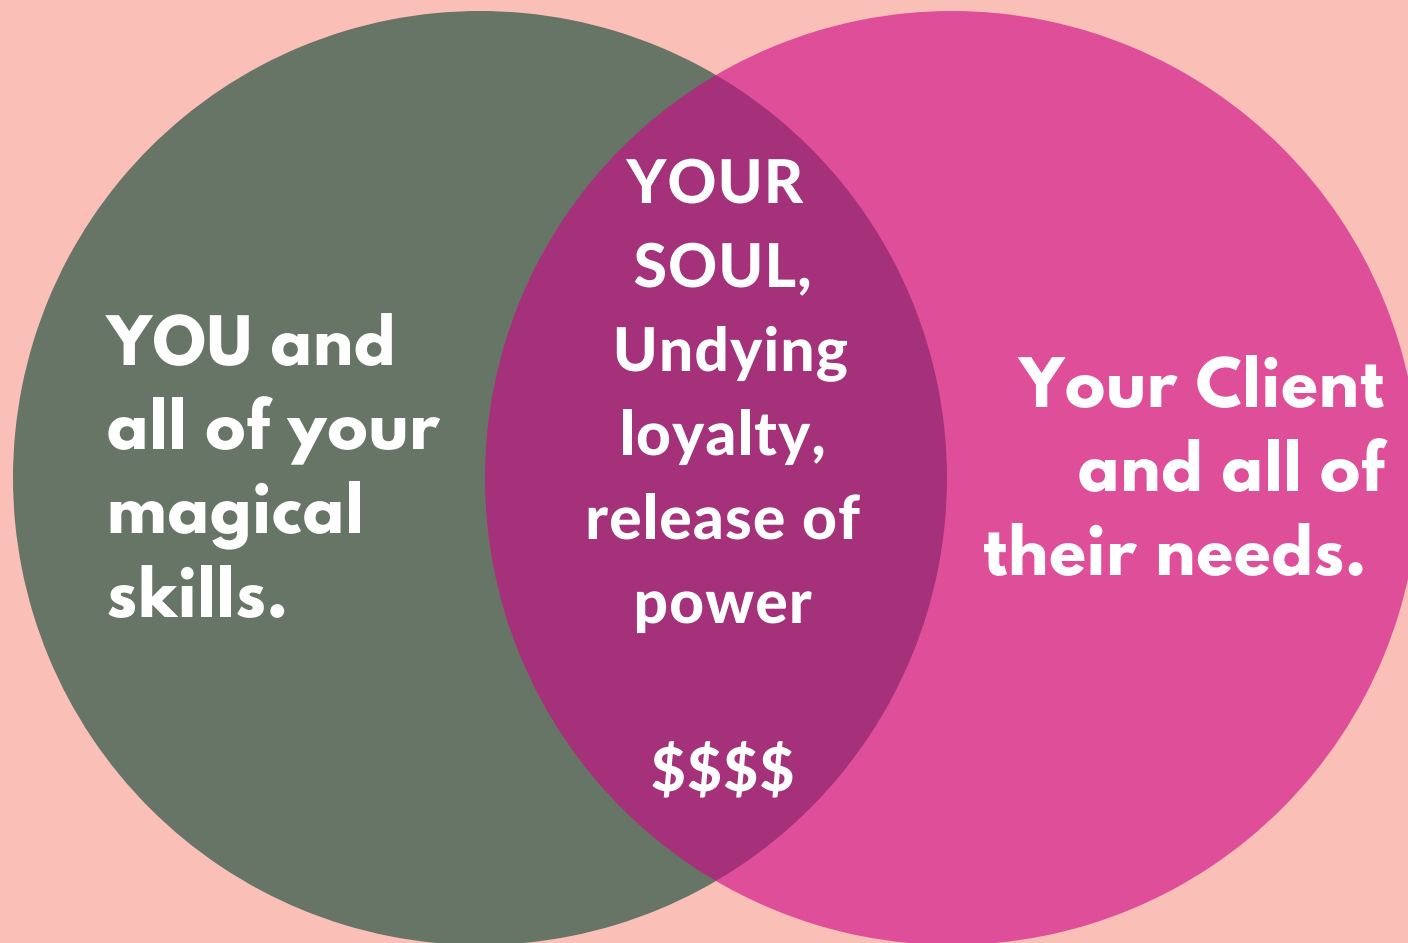 YOU and
all of your
magical
skills.
YOUR
SOUL,
Undying
loyalty,
release of
power
$$$$
Your Client
and all of
their needs.